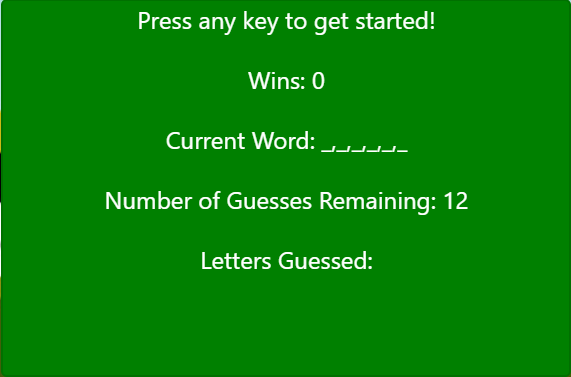 Press any key to get started!
Wins: 0
Current Word: _,_,_,_,_,_
Number of Guesses Remaining: 12
Letters Guessed: